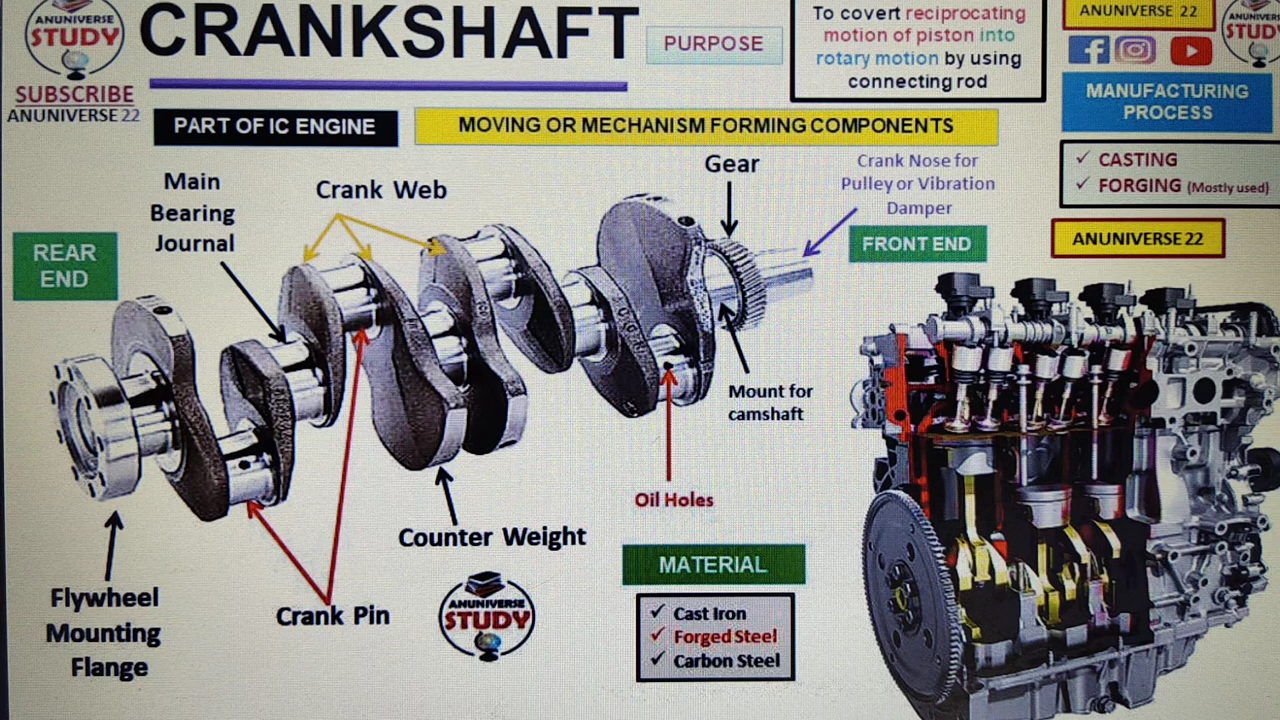 ANUNIVERSE
STUDY
SUBSCRIBE
ANUNIVERSE 22
CRANKSHAFT
PURPOSE
To covert reciprocating
motion of piston into
rotary motion by using
connecting rod
ANUNIVERSE 22
ANUNIVERSE
STUDY
MANUFACTURING
PROCESS
PART OF IC ENGINE
MOVING OR MECHANISM FORMING COMPONENTS
✓ CASTING
✓ FORGING (Mostly used)
ANUNIVERSE 22
Main
Bearing
Journal
Crank Web
Gear
Crank Nose for
Pulley or Vibration
Damper
REAR
END
FRONT END
Mount for
camshaft
Oil Holes
Counter Weight
Crank Pin
Flywheel
Mounting
Flange
ANUNIVERSE
STUDY
MATERIAL
✓ Cast Iron
✓ Forged Steel
✓ Carbon Steel